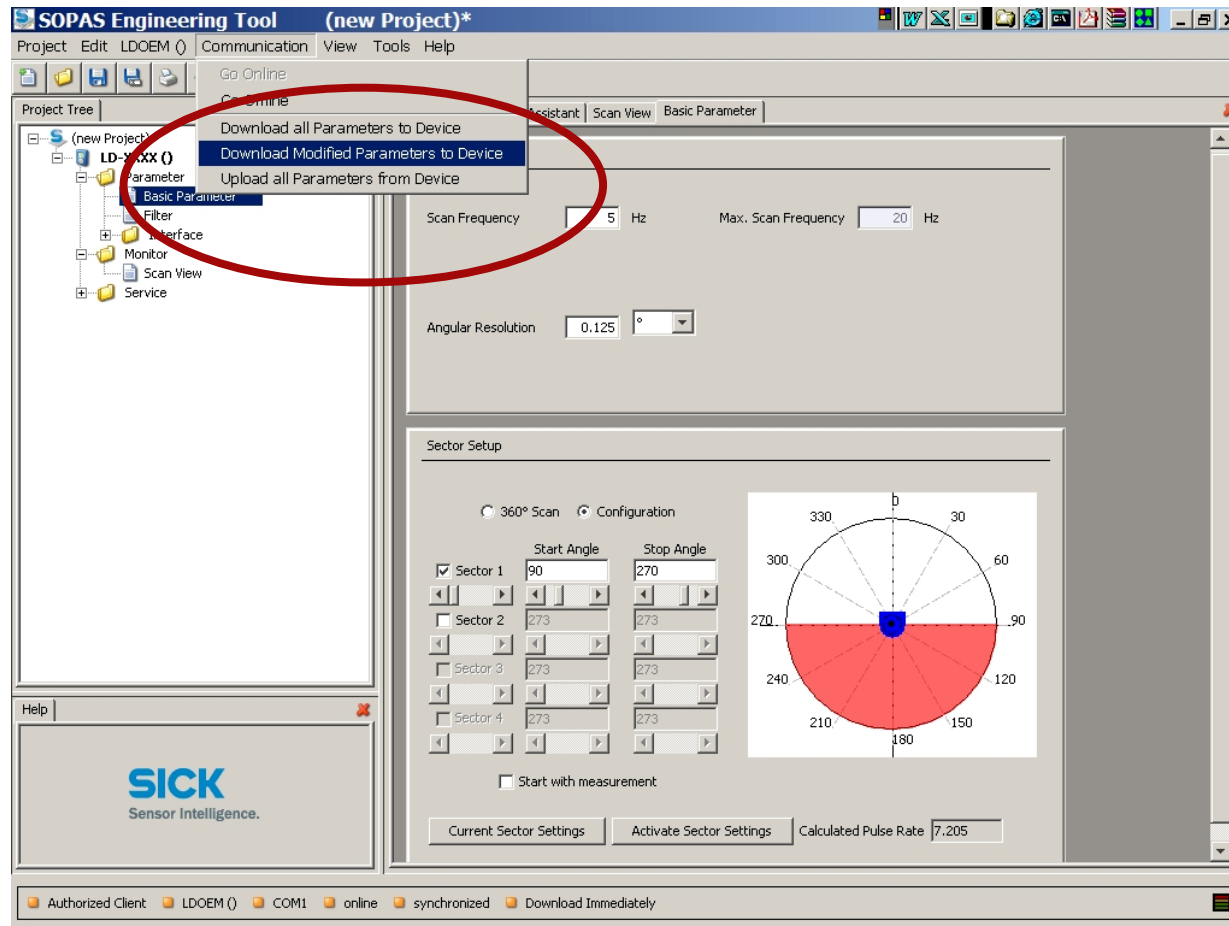 SOPAS Engineering Tool (new Project)*
Project Edit LDOEM () Communication View Tools Help
Go Online
Go Offline
Download all Parameters to Device
Download Modified Parameters to Device
Upload all Parameters from Device
Project Tree
Assistant Scan View Basic Parameter
(new Project)
LD-XXXX ()
Parameter
Basic Parameter
Filter
Interface
Monitor
Scan View
Service
Scan Frequency 5 Hz Max. Scan Frequency 20 Hz
Angular Resolution 0.125 °
Sector Setup
360° Scan Configuration
Start Angle Stop Angle
Sector 1 90 270
Sector 2 273 273
Sector 3 273 273
Sector 4 273 273
0
330 30
300 60
270 90
240 120
210 150
180
Start with measurement
Current Sector Settings Activate Sector Settings Calculated Pulse Rate 7.205
Help
SICK
Sensor Intelligence.
Authorized Client LDOEM () COM1 online synchronized Download Immediately